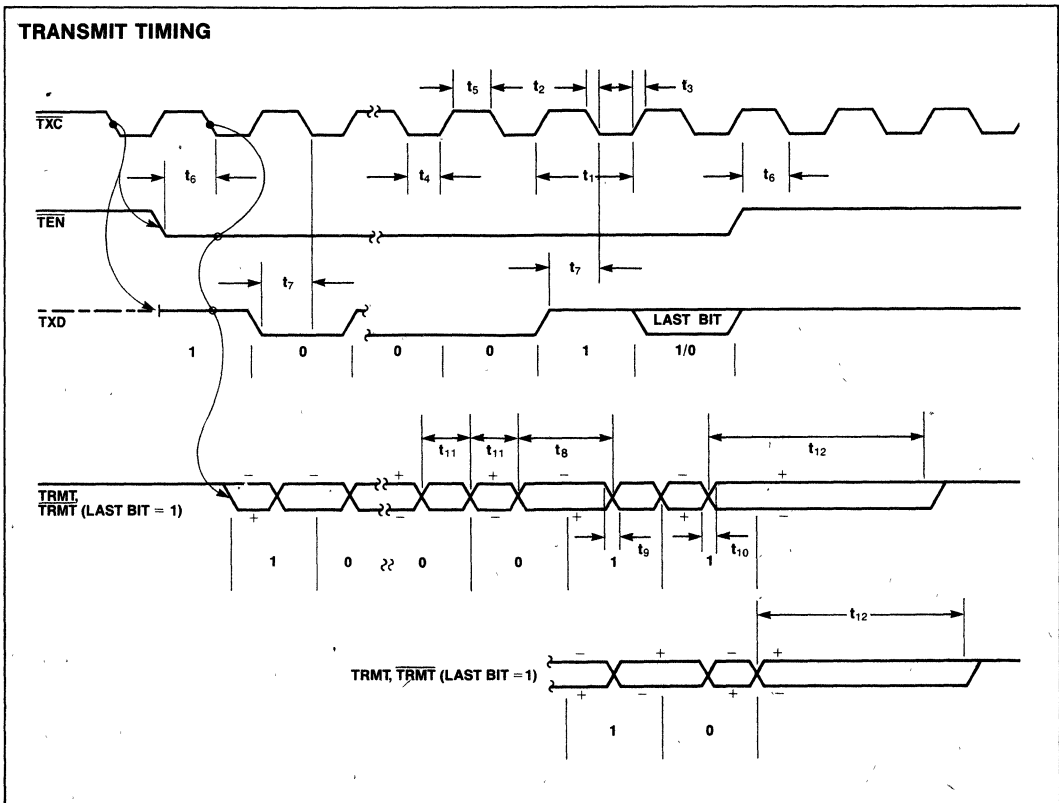 TRANSMIT TIMING
t5 t2 t3
TXC
t6 t4 t1 t6
TEN
t7 t7
TXD LAST BIT
1 0 0 0 1 1/0
t11 t11 t8 t12
- - + + - - +
TRMT,
TRMT (LAST BIT = 1)
+ - - + + -
t9 t10
1 0 0 0 1 1
t12
- + - +
TRMT, TRMT (LAST BIT = 1)
+ - + -
1 0